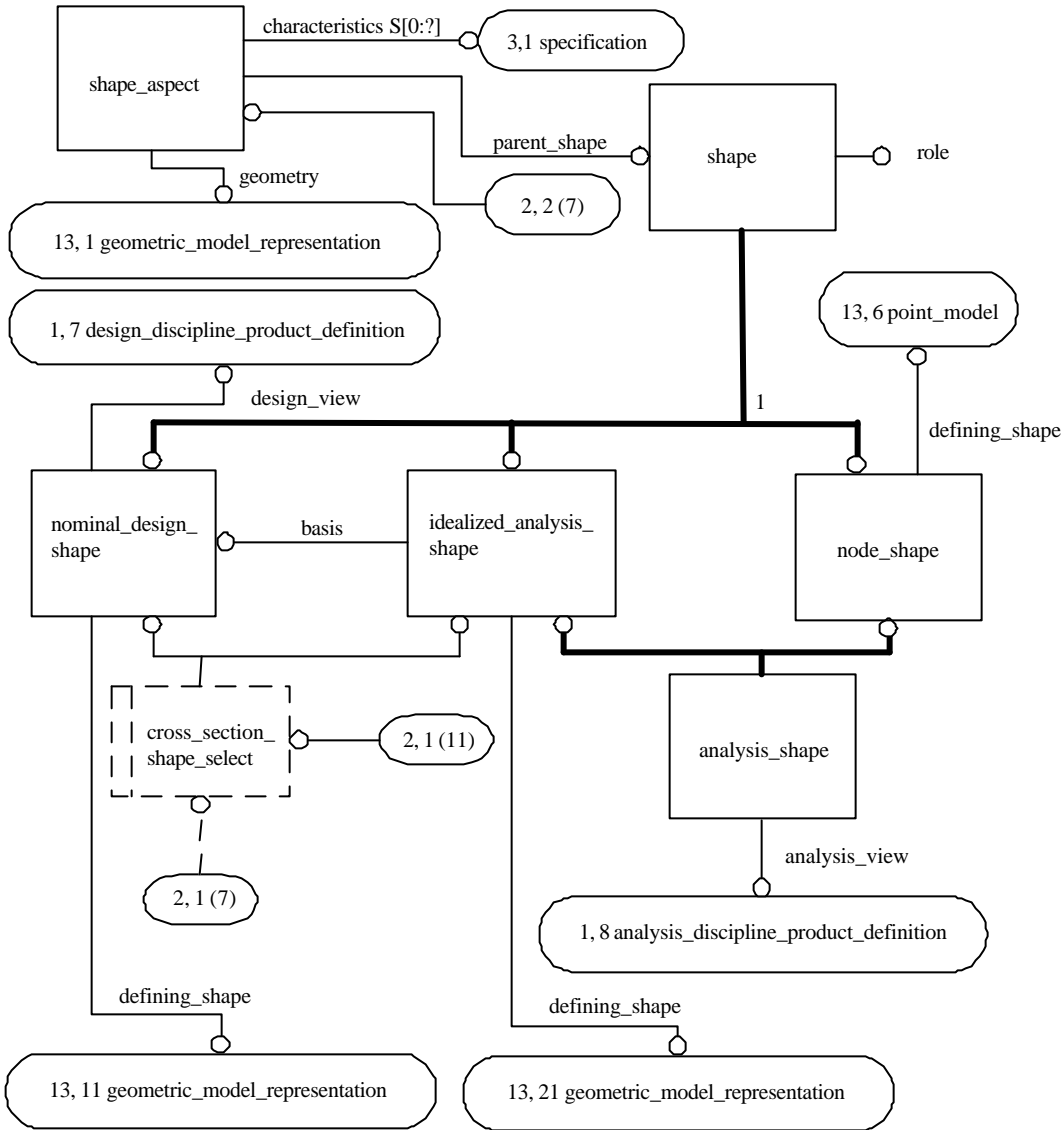 characteristics S[0:?]
3,1 specification
shape_aspect
parent_shape
shape
role
geometry
2, 2 (7)
13, 1 geometric_model_representation
1, 7 design_discipline_product_definition
13, 6 point_model
design_view
1
defining_shape
nominal_design_
shape
basis
idealized_analysis_
shape
node_shape
cross_section_
shape_select
2, 1 (11)
analysis_shape
analysis_view
2, 1 (7)
1, 8 analysis_discipline_product_definition
defining_shape
defining_shape
13, 11 geometric_model_representation
13, 21 geometric_model_representation